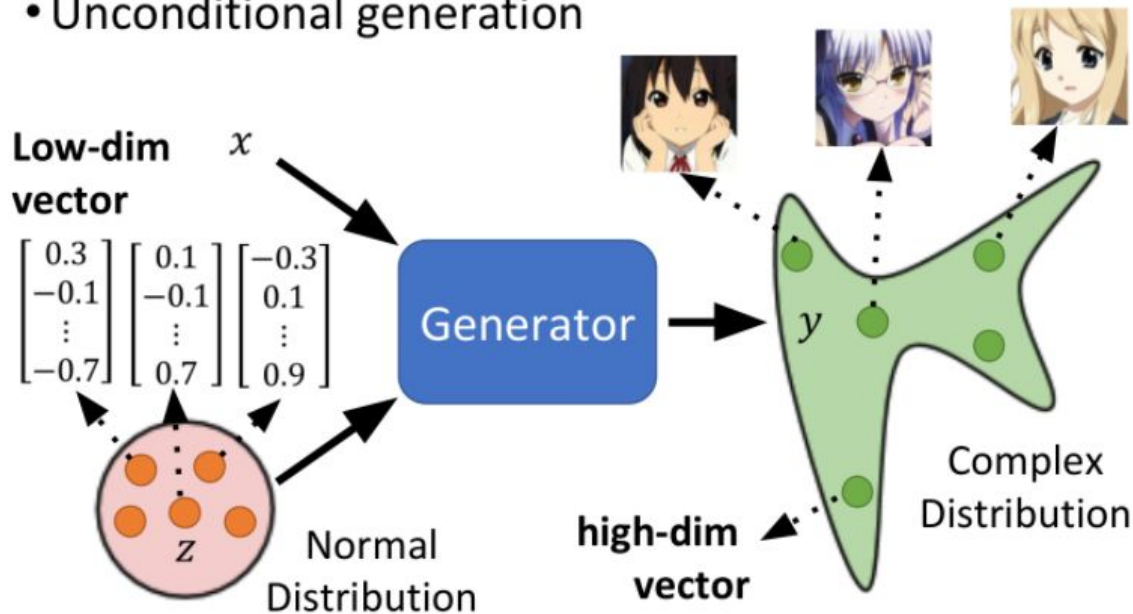 • Unconditional generation
Low-dim x
vector
[0.3 -0.1 ⋮ -0.7] [0.1 -0.1 ⋮ 0.7] [-0.3 0.1 ⋮ 0.9]
Generator
y
z
Normal
Distribution
high-dim
vector
Complex
Distribution